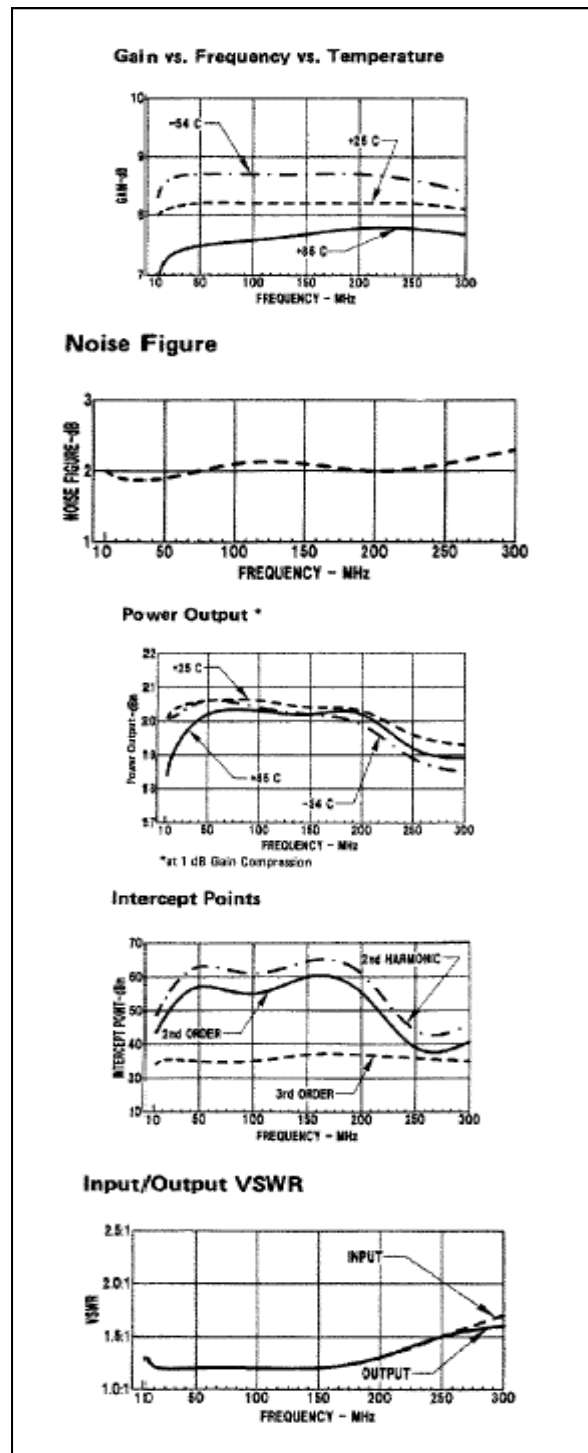 Gain vs. Frequency vs. Temperature
10
9
8
7
GAIN-dB
-54 C
+25 C
+85 C
10 50 100 150 200 250 300
FREQUENCY - MHz
Noise Figure
3
2
1
NOISE FIGURE-dB
10 50 100 150 200 250 300
FREQUENCY - MHz
Power Output *
22
21
20
19
18
17
Power Output-dBm
+25 C
+85 C
-54 C
10 50 100 150 200 250 300
FREQUENCY - MHz
*at 1 dB Gain Compression
Intercept Points
70
60
50
40
30
20
10
INTERCEPT POINT-dBm
2nd HARMONIC
2nd ORDER
3rd ORDER
10 50 100 150 200 250 300
FREQUENCY - MHz
Input/Output VSWR
2.5:1
2.0:1
1.5:1
1.0:1
VSWR
INPUT
OUTPUT
10 50 100 150 200 250 300
FREQUENCY - MHz